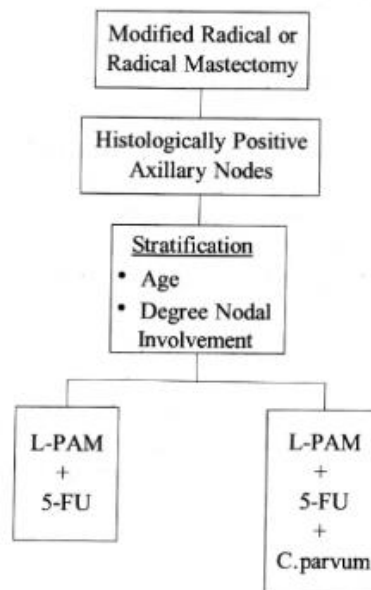 Modified Radical or
Radical Mastectomy
Histologically Positive
Axillary Nodes
Stratification
• Age
• Degree Nodal
Involvement
L-PAM
+
5-FU
L-PAM
+
5-FU
+
C.parvum